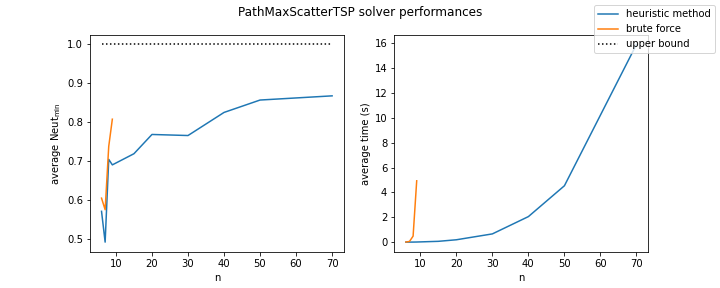 PathMaxScatterTSP solver performances
heuristic method
brute force
upper bound
average Neut_min
1.0
0.9
0.8
0.7
0.6
0.5
10 20 30 40 50 60 70
n
average time (s)
16
14
12
10
8
6
4
2
0
10 20 30 40 50 60 70
n